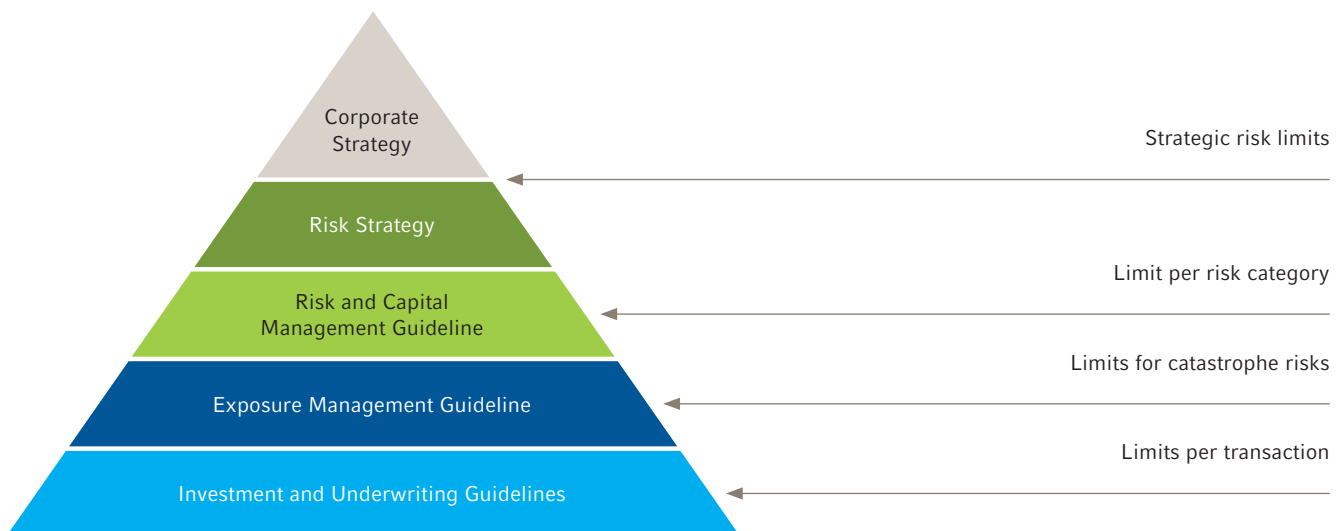 Corporate
Strategy
Strategic risk limits
Risk Strategy
Limit per risk category
Risk and Capital
Management Guideline
Limits for catastrophe risks
Exposure Management Guideline
Limits per transaction
Investment and Underwriting Guidelines